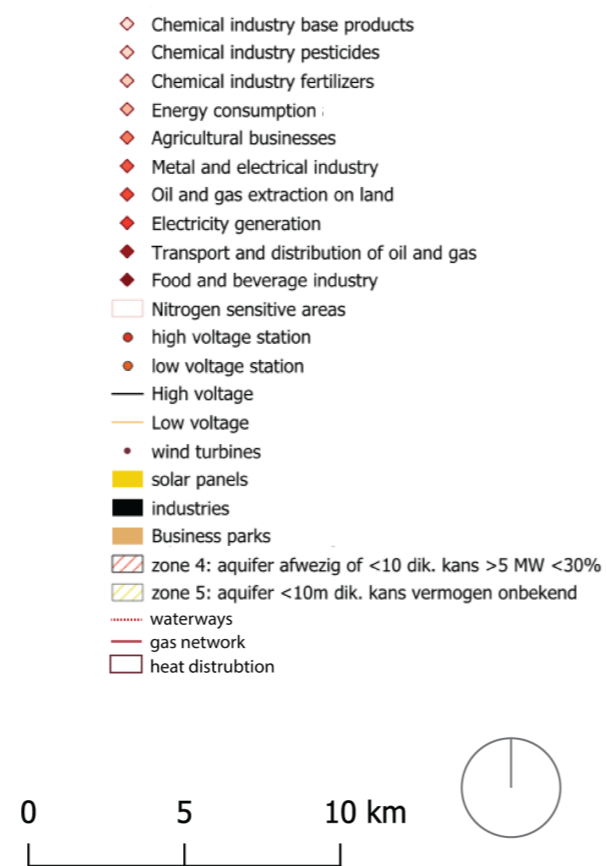 Chemical industry base products
Chemical industry pesticides
Chemical industry fertilizers
Energy consumption
Agricultural businesses
Metal and electrical industry
Oil and gas extraction on land
Electricity generation
Transport and distribution of oil and gas
Food and beverage industry
Nitrogen sensitive areas
high voltage station
low voltage station
High voltage
Low voltage
wind turbines
solar panels
industries
Business parks
zone 4: aquifer afwezig of <10 dik. kans >5 MW <30%
zone 5: aquifer <10m dik. kans vermogen onbekend
waterways
gas network
heat distrubtion
0 5 10 km